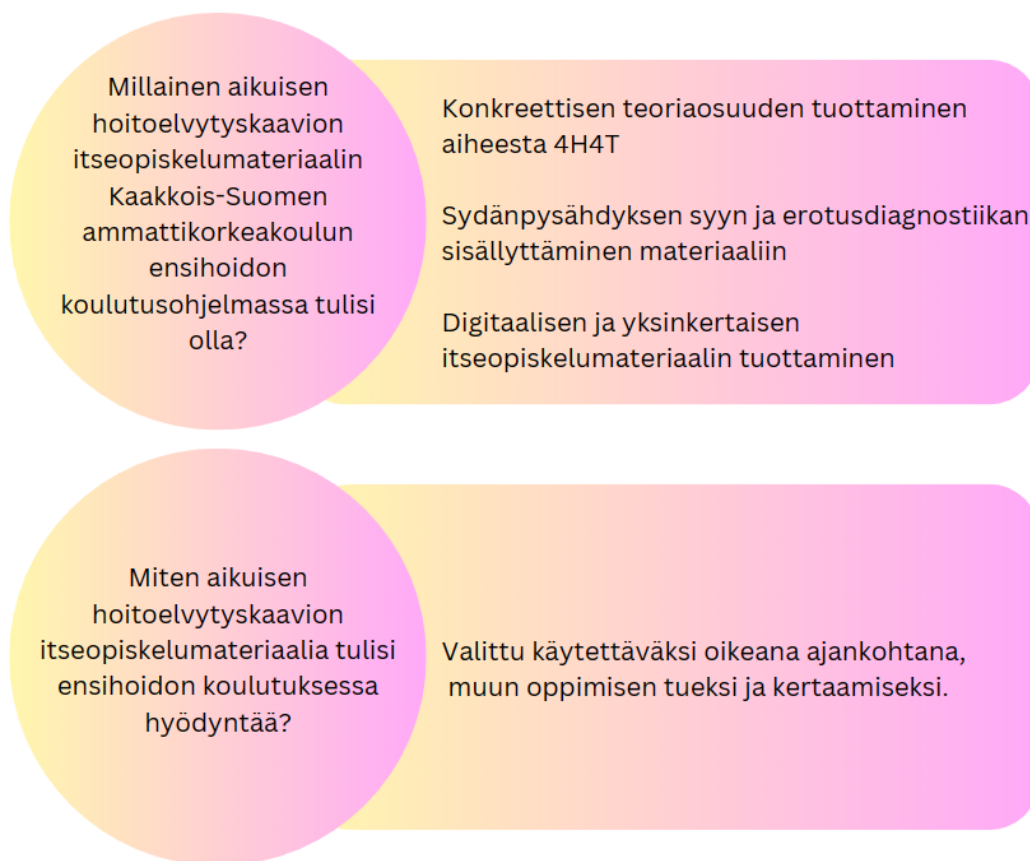 Millainen aikuisen
hoitoelvytyskaavion
itseopiskelumateriaalin
Kaakkois-Suomen
ammattikorkeakoulun
ensihoidon
koulutusohjelmassa tulisi
olla?
Konkreettisen teoriaosuuden tuottaminen
aiheesta 4H4T
Sydänpysähdyksen syyn ja erotusdiagnostiikan
sisällyttäminen materiaaliin
Digitaalisen ja yksinkertaisen
itseopiskelumateriaalin tuottaminen
Miten aikuisen
hoitoelvytyskaavion
itseopiskelumateriaalia tulisi
ensihoidon koulutuksessa
hyödyntää?
Valittu käytettäväksi oikeana ajankohtana,
muun oppimisen tueksi ja kertaamiseksi.